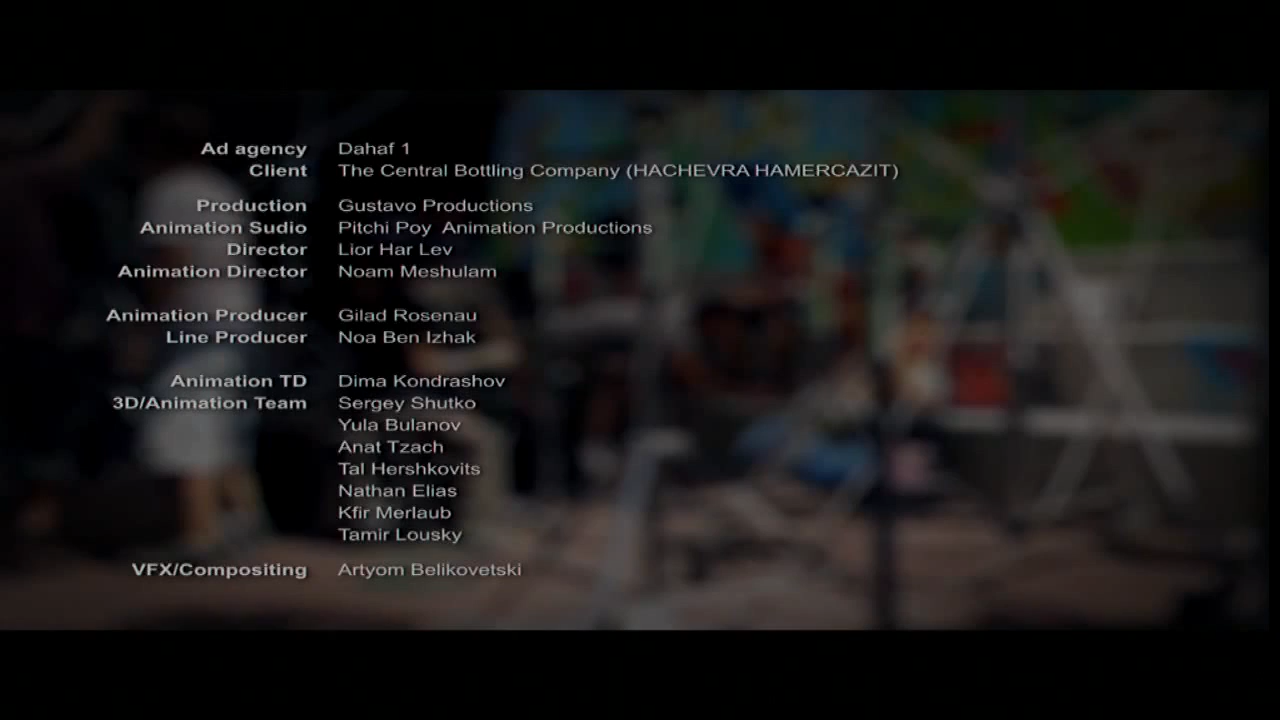 Ad agency Dahaf 1
Client The Central Bottling Company (HACHEVRA HAMERCAZIT)
Production Gustavo Productions
Animation Sudio Pitchi Poy Animation Productions
Director Lior Har Lev
Animation Director Noam Meshulam
Animation Producer Gilad Rosenau
Line Producer Noa Ben Izhak
Animation TD Dima Kondrashov
3D/Animation Team Sergey Shutko
Yula Bulanov
Anat Tzach
Tal Hershkovits
Nathan Elias
Kfir Merlaub
Tamir Lousky
VFX/Compositing Artyom Belikovetski